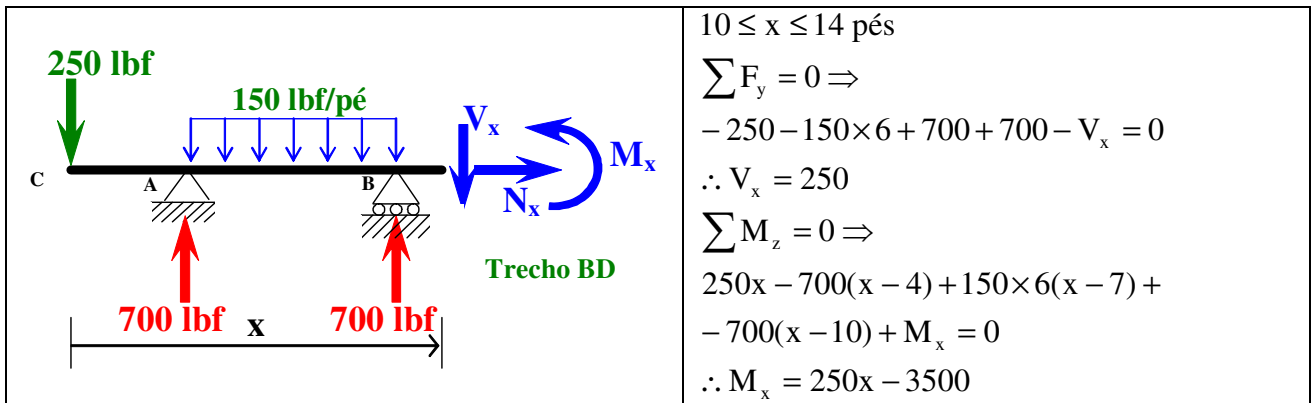 250 lbf
150 lbf/pé
V_x
M_x
C
A
B
N_x
Trecho BD
700 lbf
700 lbf
x
10 ≤ x ≤ 14 pés
∑F_y = 0 ⇒
− 250 − 150 × 6 + 700 + 700 − V_x = 0
∴ V_x = 250
∑M_z = 0 ⇒
250x − 700(x − 4) + 150 × 6(x − 7) +
− 700(x − 10) + M_x = 0
∴ M_x = 250x − 3500